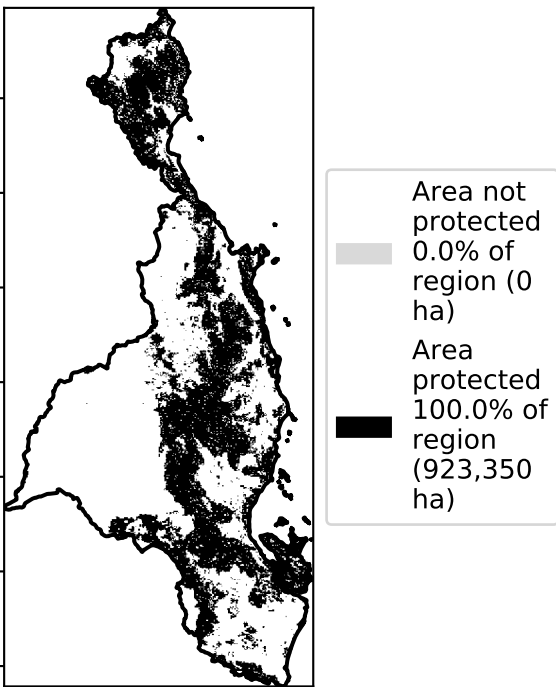 Area not
protected
0.0% of
region (0
ha)
Area
protected
100.0% of
region
(923,350
ha)